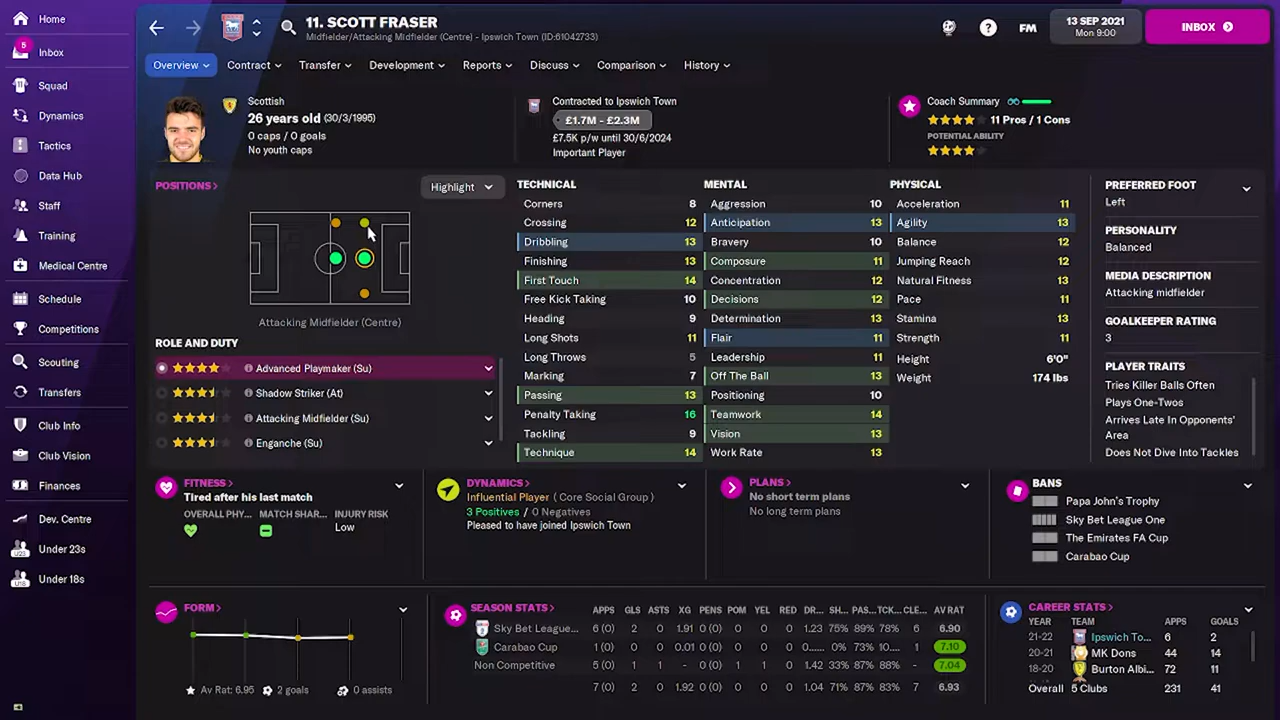 Home
5
Inbox
Squad
Dynamics
Tactics
Data Hub
Staff
Training
Medical Centre
Schedule
Competitions
Scouting
Transfers
Club Info
Club Vision
Finances
Dev. Centre
U23
Under 23s
U18
Under 18s
11. SCOTT FRASER
Midfielder/Attacking Midfielder (Centre) - Ipswich Town (ID:61042733)
?
FM
13 SEP 2021
Mon 9:00
INBOX
Overview
Contract
Transfer
Development
Reports
Discuss
Comparison
History
Scottish
26 years old (30/3/1995)
0 caps / 0 goals
No youth caps
Contracted to Ipswich Town
£1.7M - £2.3M
£7.5K p/w until 30/6/2024
Important Player
Coach Summary
11 Pros / 1 Cons
POTENTIAL ABILITY
POSITIONS >
Highlight
Attacking Midfielder (Centre)
ROLE AND DUTY
Advanced Playmaker (Su)
Shadow Striker (At)
Attacking Midfielder (Su)
Enganche (Su)
TECHNICAL
Corners 8
Crossing 12
Dribbling 13
Finishing 13
First Touch 14
Free Kick Taking 10
Heading 9
Long Shots 11
Long Throws 5
Marking 7
Passing 13
Penalty Taking 16
Tackling 9
Technique 14
MENTAL
Aggression 10
Anticipation 13
Bravery 10
Composure 11
Concentration 12
Decisions 12
Determination 13
Flair 11
Leadership 11
Off The Ball 13
Positioning 10
Teamwork 14
Vision 13
Work Rate 13
PHYSICAL
Acceleration 11
Agility 13
Balance 12
Jumping Reach 12
Natural Fitness 13
Pace 11
Stamina 13
Strength 11
Height 6'0"
Weight 174 lbs
PREFERRED FOOT
Left
PERSONALITY
Balanced
MEDIA DESCRIPTION
Attacking midfielder
GOALKEEPER RATING
3
PLAYER TRAITS
Tries Killer Balls Often
Plays One-Twos
Arrives Late In Opponents'
Area
Does Not Dive Into Tackles
FITNESS >
Tired after his last match
OVERALL PHY... MATCH SHAR... INJURY RISK
Low
DYNAMICS >
Influential Player ( Core Social Group )
3 Positives / 0 Negatives
Pleased to have joined Ipswich Town
PLANS >
No short term plans
No long term plans
BANS
Papa John's Trophy
Sky Bet League One
The Emirates FA Cup
Carabao Cup
FORM >
Av Rat: 6.95 2 goals 0 assists
SEASON STATS > APPS GLS ASTS XG PENS POM YEL RED DR... SH... PAS... TCK... CLE... AV RAT
Sky Bet League... 6 (0) 2 0 1.91 0 (0) 0 0 0 1.23 75% 89% 78% 6 6.90
Carabao Cup 1 (0) 0 0 0.01 0 (0) 0 0 0 0...... 0% 73% 10... 1 7.10
Non Competitive 5 (0) 1 1 - 0 (0) 1 1 0 1.42 33% 87% 88% - 7.04
7 (0) 2 0 1.92 0 (0) 0 0 0 1.04 71% 87% 83% 7 6.93
CAREER STATS >
YEAR TEAM APPS GOALS
21-22 Ipswich To... 6 2
20-21 MK Dons 44 14
18-20 Burton Albi... 72 11
Overall 5 Clubs 231 41